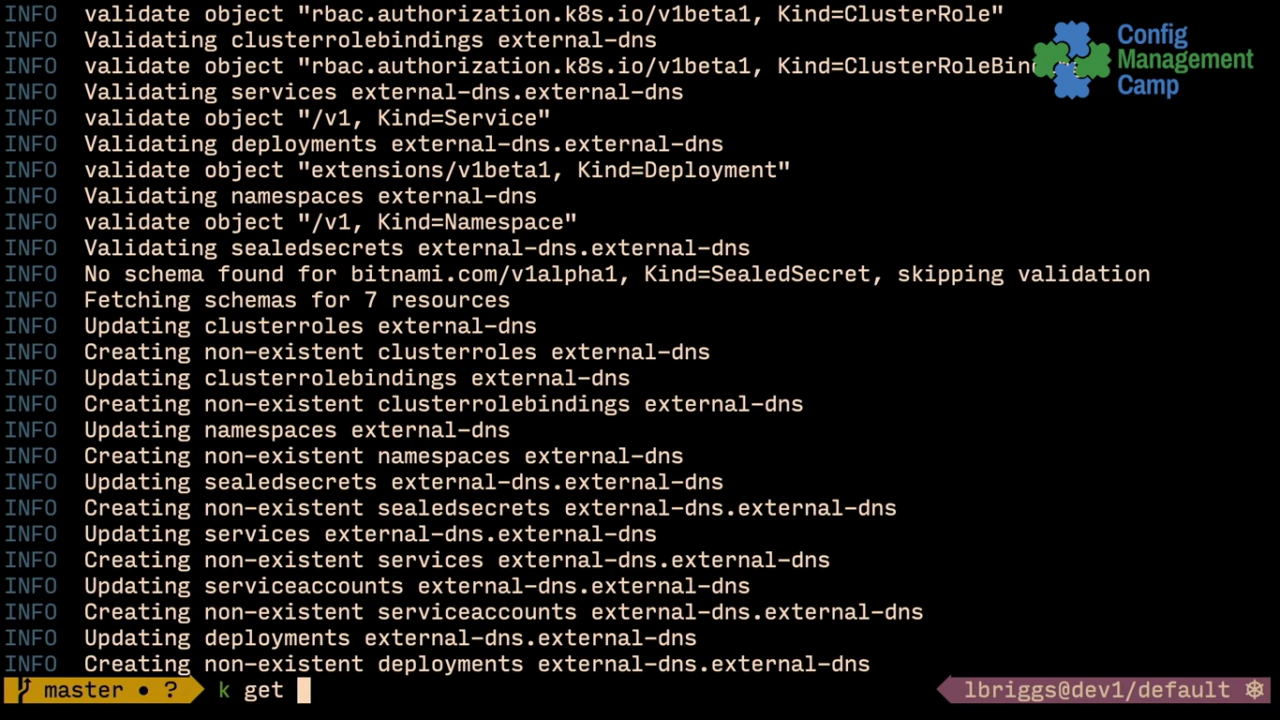 INFO  validate object "rbac.authorization.k8s.io/v1beta1, Kind=ClusterRole"
INFO  Validating clusterrolebindings external-dns
INFO  validate object "rbac.authorization.k8s.io/v1beta1, Kind=ClusterRoleBin
INFO  Validating services external-dns.external-dns
INFO  validate object "/v1, Kind=Service"
INFO  Validating deployments external-dns.external-dns
INFO  validate object "extensions/v1beta1, Kind=Deployment"
INFO  Validating namespaces external-dns
INFO  validate object "/v1, Kind=Namespace"
INFO  Validating sealedsecrets external-dns.external-dns
INFO  No schema found for bitnami.com/v1alpha1, Kind=SealedSecret, skipping validation
INFO  Fetching schemas for 7 resources
INFO  Updating clusterroles external-dns
INFO  Creating non-existent clusterroles external-dns
INFO  Updating clusterrolebindings external-dns
INFO  Creating non-existent clusterrolebindings external-dns
INFO  Updating namespaces external-dns
INFO  Creating non-existent namespaces external-dns
INFO  Updating sealedsecrets external-dns.external-dns
INFO  Creating non-existent sealedsecrets external-dns.external-dns
INFO  Updating services external-dns.external-dns
INFO  Creating non-existent services external-dns.external-dns
INFO  Updating serviceaccounts external-dns.external-dns
INFO  Creating non-existent serviceaccounts external-dns.external-dns
INFO  Updating deployments external-dns.external-dns
INFO  Creating non-existent deployments external-dns.external-dns
master • ? k get
lbriggs@dev1/default
Config
Management
Camp